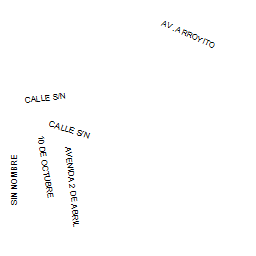 AV. ARROYITO
CALLE S/N
CALLE S/N
10 DE OCTUBRE
AVENIDA 2 DE ABRIL
SIN NOMBRE